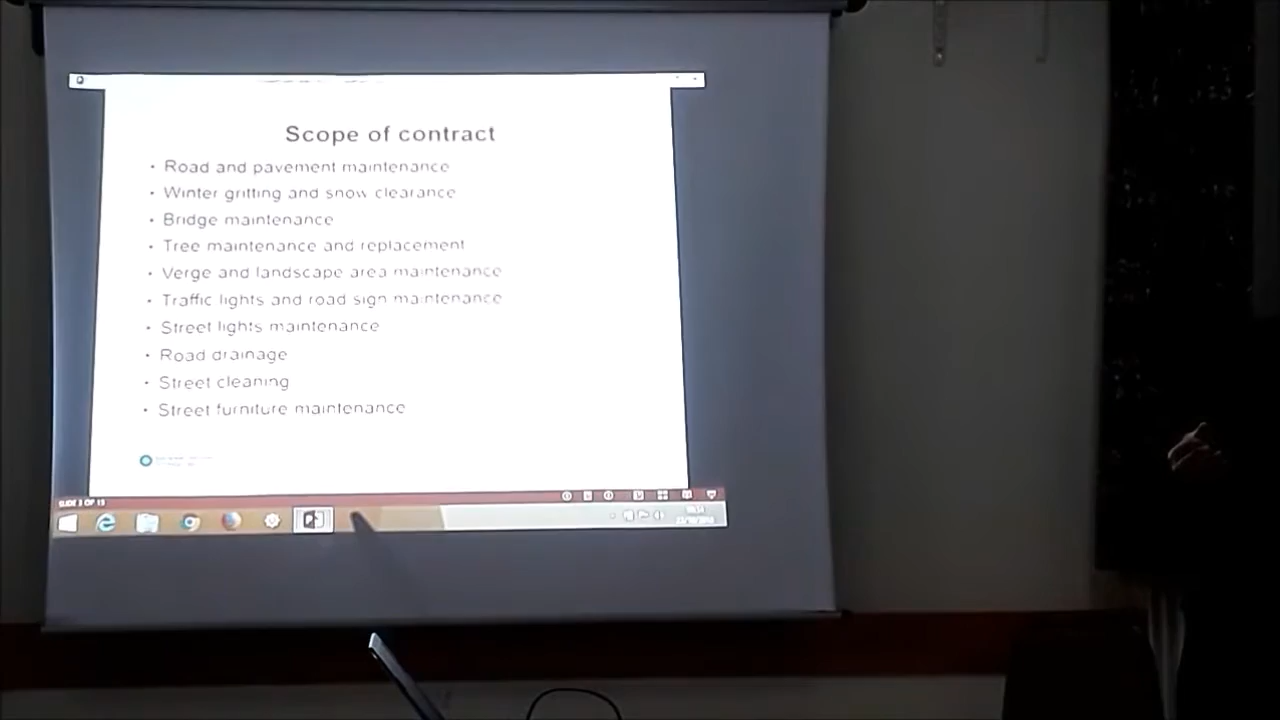 Scope of contract
• Road and pavement maintenance
• Winter gritting and snow clearance
• Bridge maintenance
• Tree maintenance and replacement
• Verge and landscape area maintenance
• Traffic lights and road sign maintenance
• Street lights maintenance
• Road drainage
• Street cleaning
• Street furniture maintenance
SLIDE 3 OF 13